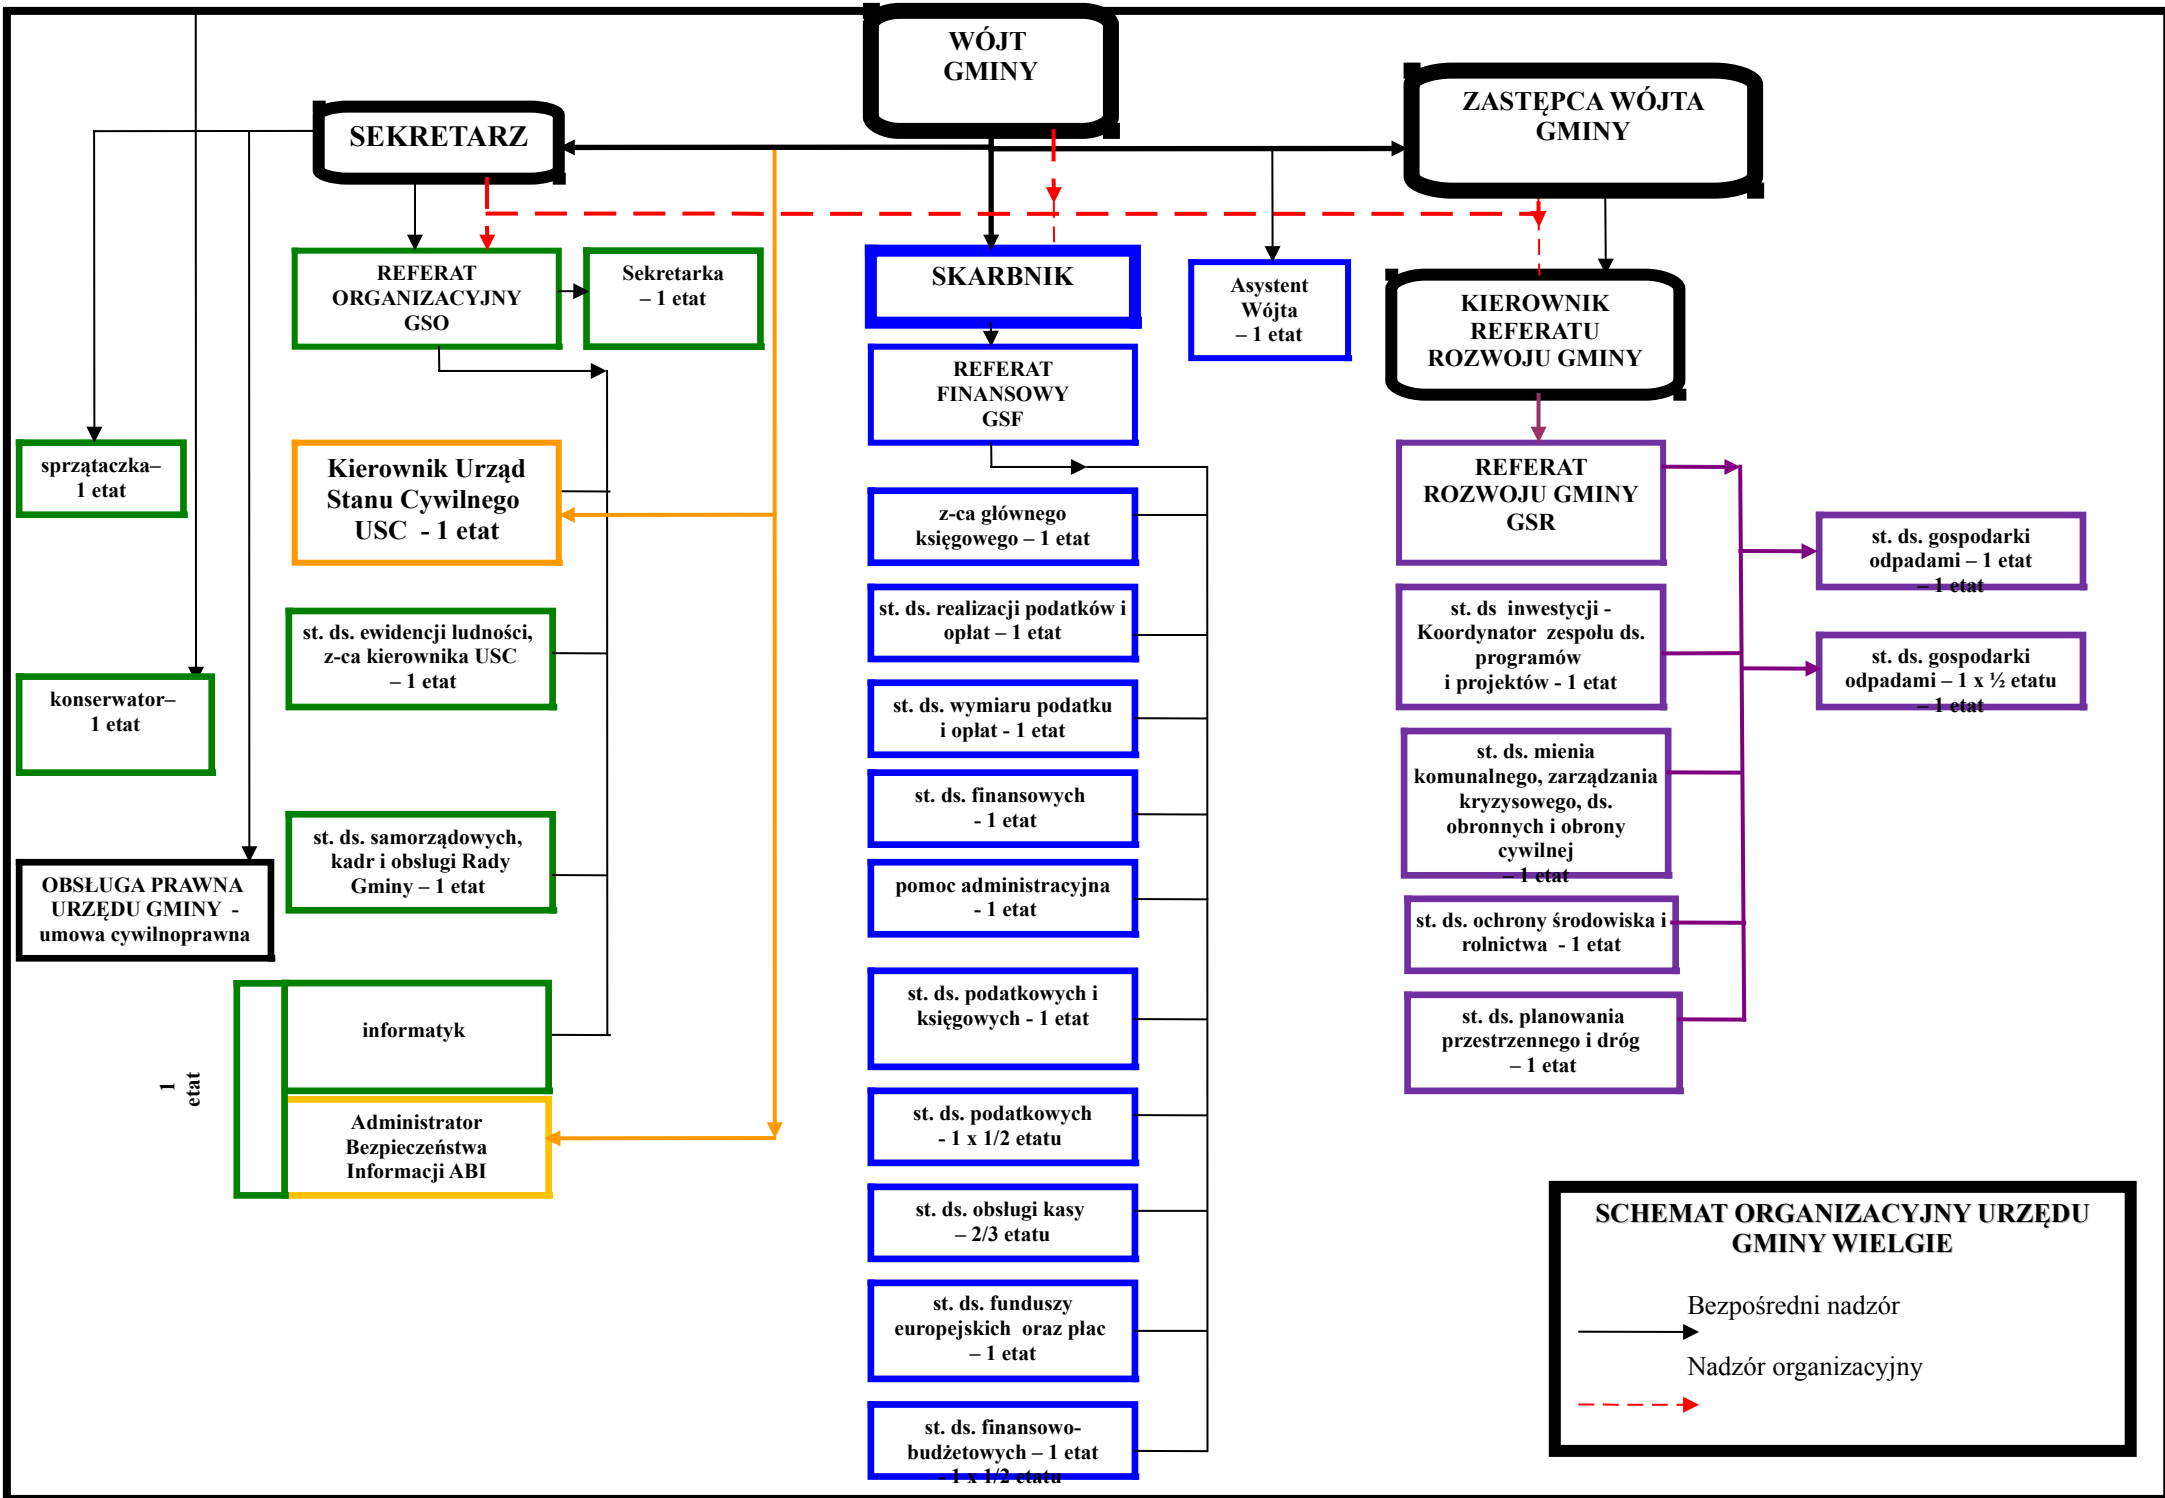 WÓJT
GMINY
ZASTĘPCA WÓJTA
GMINY
SEKRETARZ
REFERAT
ORGANIZACYJNY
GSO
Sekretarka
– 1 etat
SKARBNIK
Asystent
Wójta
– 1 etat
KIEROWNIK
REFERATU
ROZWOJU GMINY
REFERAT
FINANSOWY
GSF
sprzątaczka–
1 etat
Kierownik Urząd
Stanu Cywilnego
USC - 1 etat
REFERAT
ROZWOJU GMINY
GSR
z-ca głównego
księgowego – 1 etat
st. ds. gospodarki
odpadami – 1 etat
– 1 etat
st. ds. ewidencji ludności,
z-ca kierownika USC
– 1 etat
st. ds. realizacji podatków i
opłat – 1 etat
st. ds inwestycji -
Koordynator zespołu ds.
programów
i projektów - 1 etat
st. ds. gospodarki
odpadami – 1 x ½ etatu
– 1 etat
konserwator–
1 etat
st. ds. wymiaru podatku
i opłat - 1 etat
st. ds. mienia
komunalnego, zarządzania
kryzysowego, ds.
obronnych i obrony
cywilnej
– 1 etat
st. ds. finansowych
- 1 etat
st. ds. samorządowych,
kadr i obsługi Rady
Gminy – 1 etat
OBSŁUGA PRAWNA
URZĘDU GMINY -
umowa cywilnoprawna
pomoc administracyjna
- 1 etat
st. ds. ochrony środowiska i
rolnictwa - 1 etat
informatyk
st. ds. podatkowych i
księgowych - 1 etat
st. ds. planowania
przestrzennego i dróg
– 1 etat
1
etat
Administrator
Bezpieczeństwa
Informacji ABI
st. ds. podatkowych
- 1 x 1/2 etatu
st. ds. obsługi kasy
– 2/3 etatu
st. ds. funduszy
europejskich oraz płac
– 1 etat
st. ds. finansowo-
budżetowych – 1 etat
- 1 x 1/2 etatu
SCHEMAT ORGANIZACYJNY URZĘDU
GMINY WIELGIE
Bezpośredni nadzór
Nadzór organizacyjny